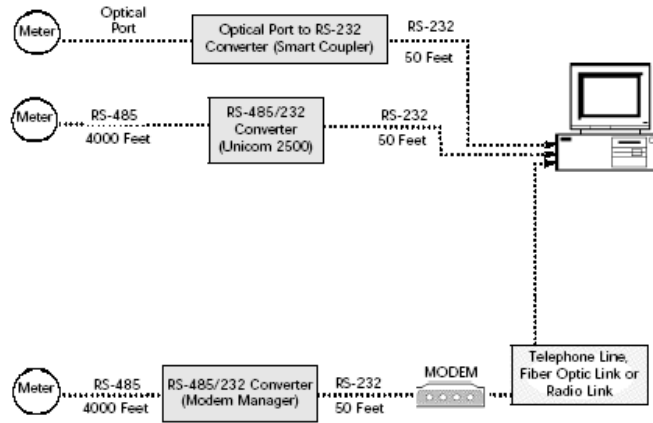 Optical
Port
Meter
Optical Port to RS-232
Converter (Smart Coupler)
RS-232
50 Feet
Meter
RS-485
4000 Feet
RS-485/232
Converter
(Unicom 2500)
RS-232
50 Feet
Meter
RS-485
4000 Feet
RS-485/232 Converter
(Modem Manager)
RS-232
50 Feet
MODEM
Telephone Line,
Fiber Optic Link or
Radio Link